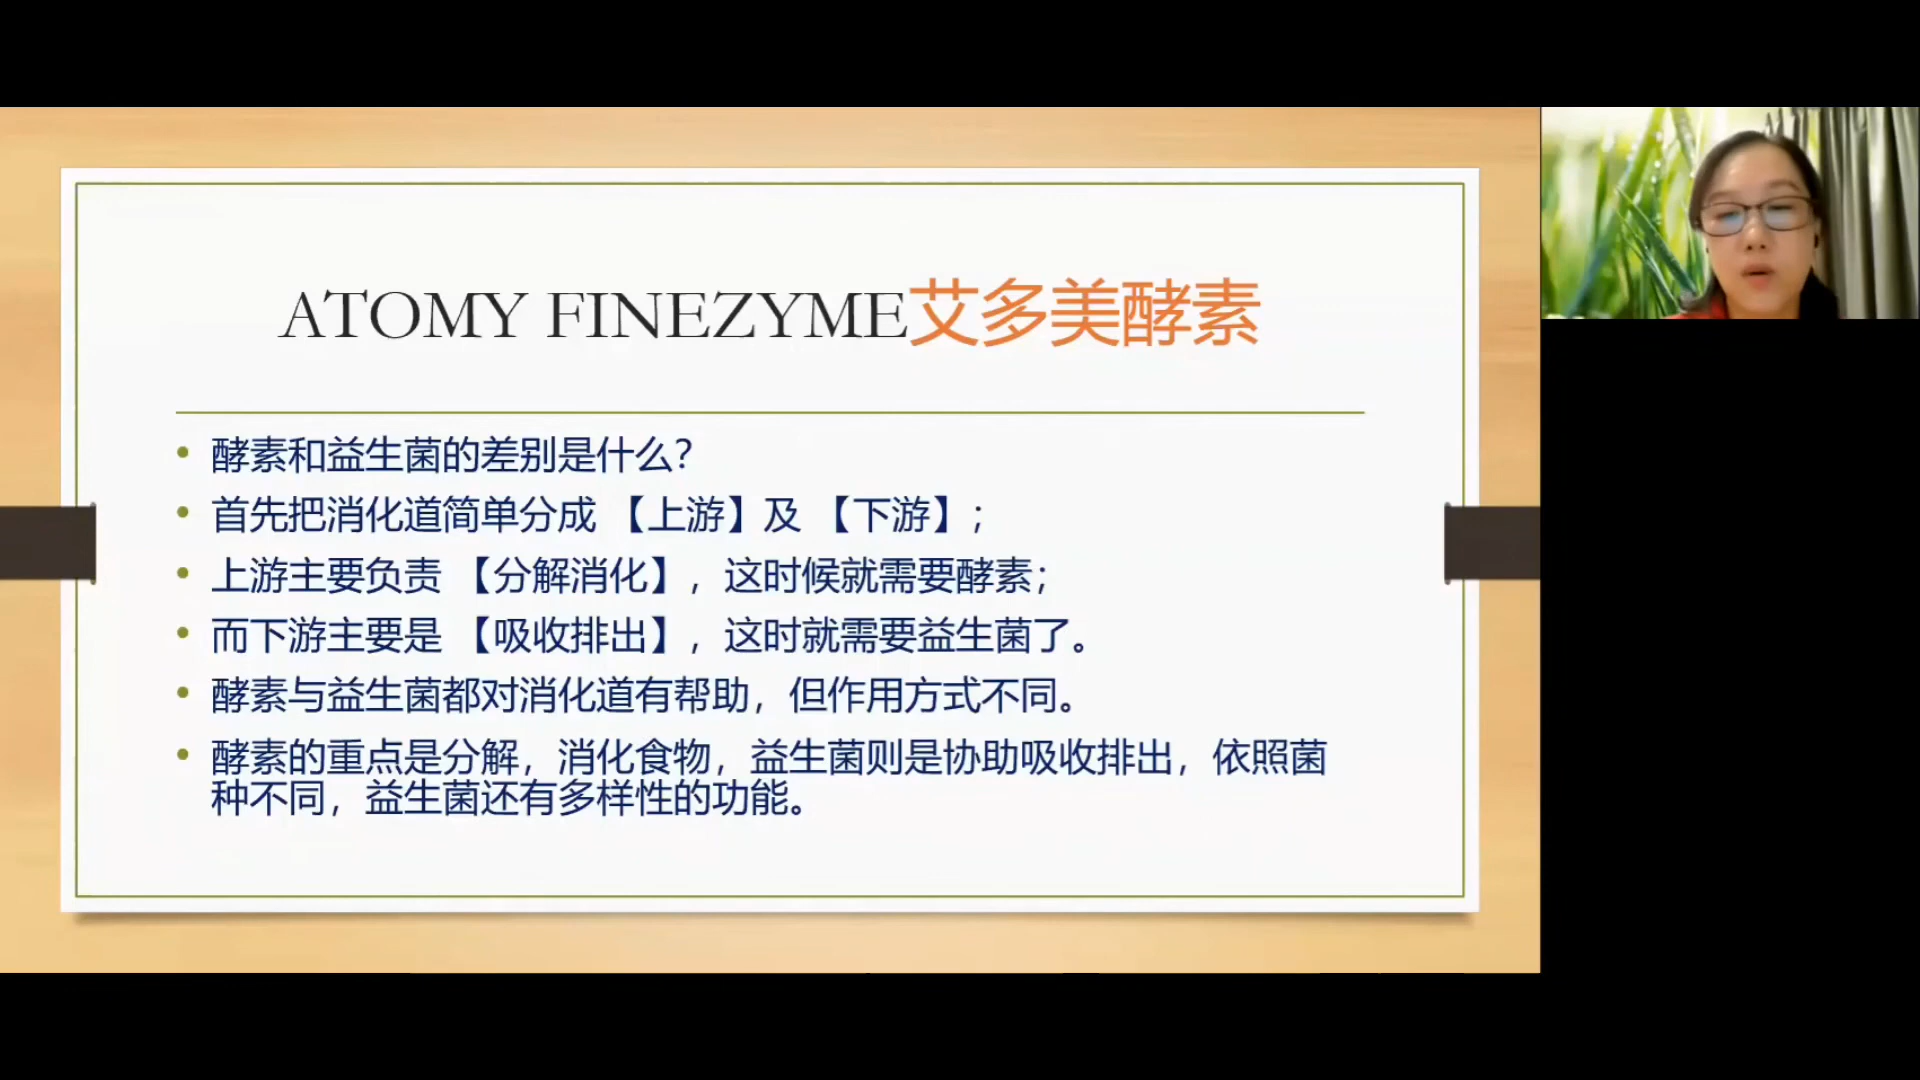 ATOMY FINEZYME艾多美酵素
酵素和益生菌的差别是什么？
首先把消化道简单分成 【上游】及 【下游】；
上游主要负责 【分解消化】，这时候就需要酵素；
而下游主要是 【吸收排出】，这时就需要益生菌了。
酵素与益生菌都对消化道有帮助，但作用方式不同。
酵素的重点是分解，消化食物，益生菌则是协助吸收排出，依照菌
种不同，益生菌还有多样性的功能。